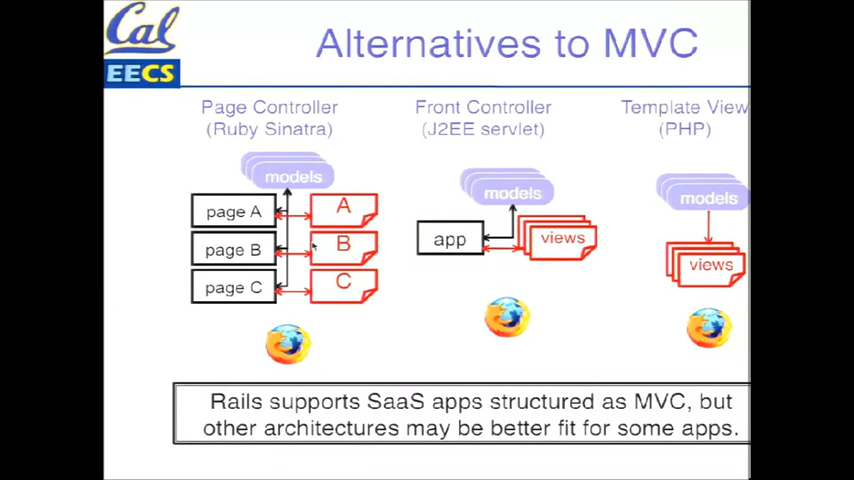 Cal
EECS
Alternatives to MVC
Page Controller
(Ruby Sinatra)
models
page A
A
page B
B
page C
C
Front Controller
(J2EE servlet)
models
app
views
Template View
(PHP)
models
views
Rails supports SaaS apps structured as MVC, but
other architectures may be better fit for some apps.